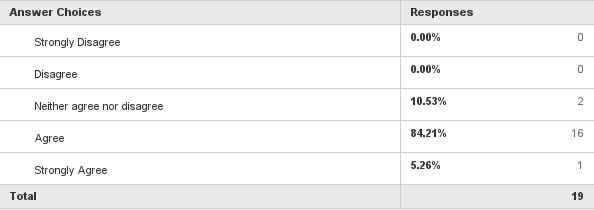 Answer Choices Responses
Strongly Disagree 0.00% 0
Disagree 0.00% 0
Neither agree nor disagree 10.53% 2
Agree 84.21% 16
Strongly Agree 5.26% 1
Total 19